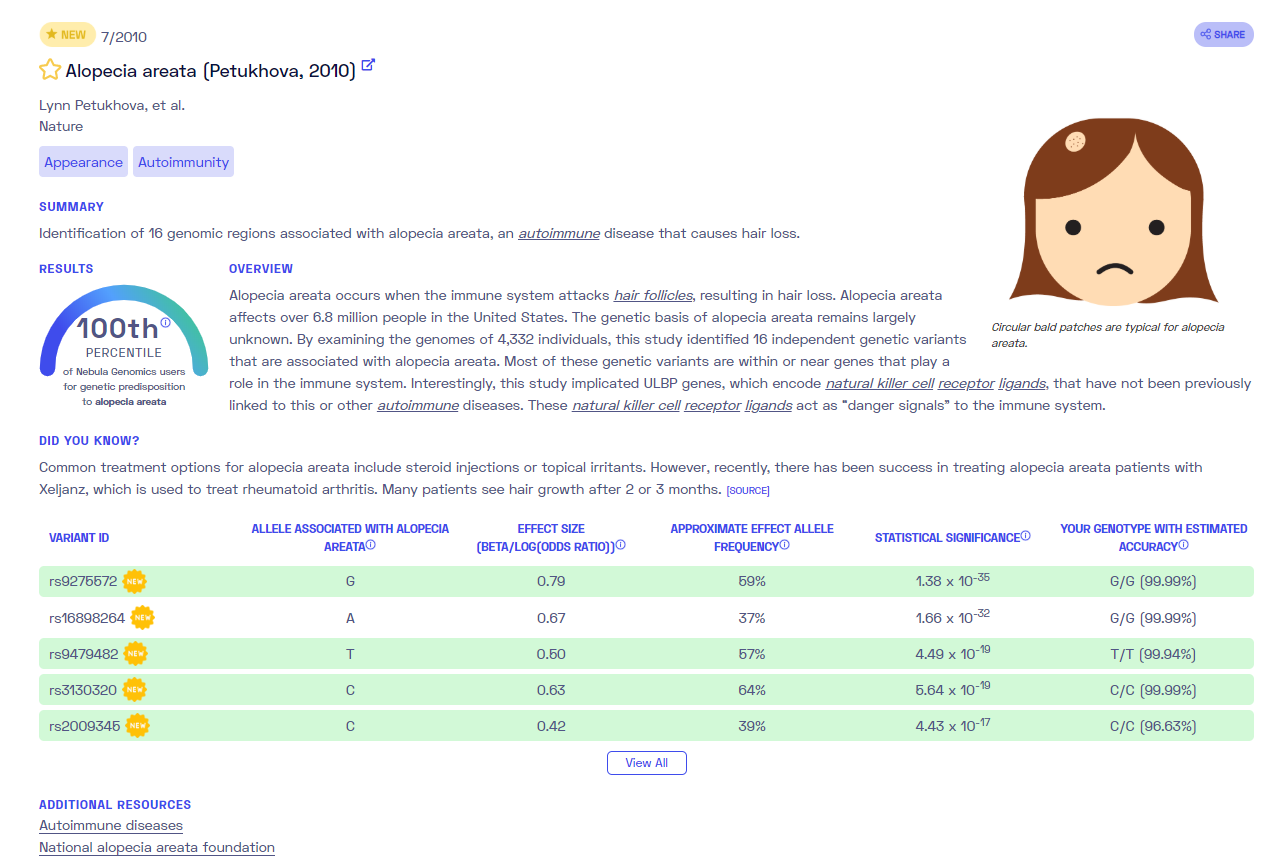 NEW 7/2010
SHARE
Alopecia areata (Petukhova, 2010)
Lynn Petukhova, et al.
Nature
Appearance Autoimmunity
SUMMARY
Identification of 16 genomic regions associated with alopecia areata, an autoimmune disease that causes hair loss.
Circular bald patches are typical for alopecia
areata.
RESULTS
100th
PERCENTILE
of Nebula Genomics users
for genetic predisposition
to alopecia areata
OVERVIEW
Alopecia areata occurs when the immune system attacks hair follicles, resulting in hair loss. Alopecia areata
affects over 6.8 million people in the United States. The genetic basis of alopecia areata remains largely
unknown. By examining the genomes of 4,332 individuals, this study identified 16 independent genetic variants
that are associated with alopecia areata. Most of these genetic variants are within or near genes that play a
role in the immune system. Interestingly, this study implicated ULBP genes, which encode natural killer cell receptor ligands, that have not been previously
linked to this or other autoimmune diseases. These natural killer cell receptor ligands act as “danger signals” to the immune system.
DID YOU KNOW?
Common treatment options for alopecia areata include steroid injections or topical irritants. However, recently, there has been success in treating alopecia areata patients with
Xeljanz, which is used to treat rheumatoid arthritis. Many patients see hair growth after 2 or 3 months. [SOURCE]
VARIANT ID
ALLELE ASSOCIATED WITH ALOPECIA
AREATA
EFFECT SIZE
(BETA/LOG(ODDS RATIO))
APPROXIMATE EFFECT ALLELE
FREQUENCY
STATISTICAL SIGNIFICANCE
YOUR GENOTYPE WITH ESTIMATED
ACCURACY
rs9275572 NEW G 0.79 59% 1.38 x 10-35 G/G (99.99%)
rs16898264 NEW A 0.67 37% 1.66 x 10-32 G/G (99.99%)
rs9479482 NEW T 0.50 57% 4.49 x 10-19 T/T (99.94%)
rs3130320 NEW C 0.63 64% 5.64 x 10-19 C/C (99.99%)
rs2009345 NEW C 0.42 39% 4.43 x 10-17 C/C (96.63%)
View All
ADDITIONAL RESOURCES
Autoimmune diseases
National alopecia areata foundation